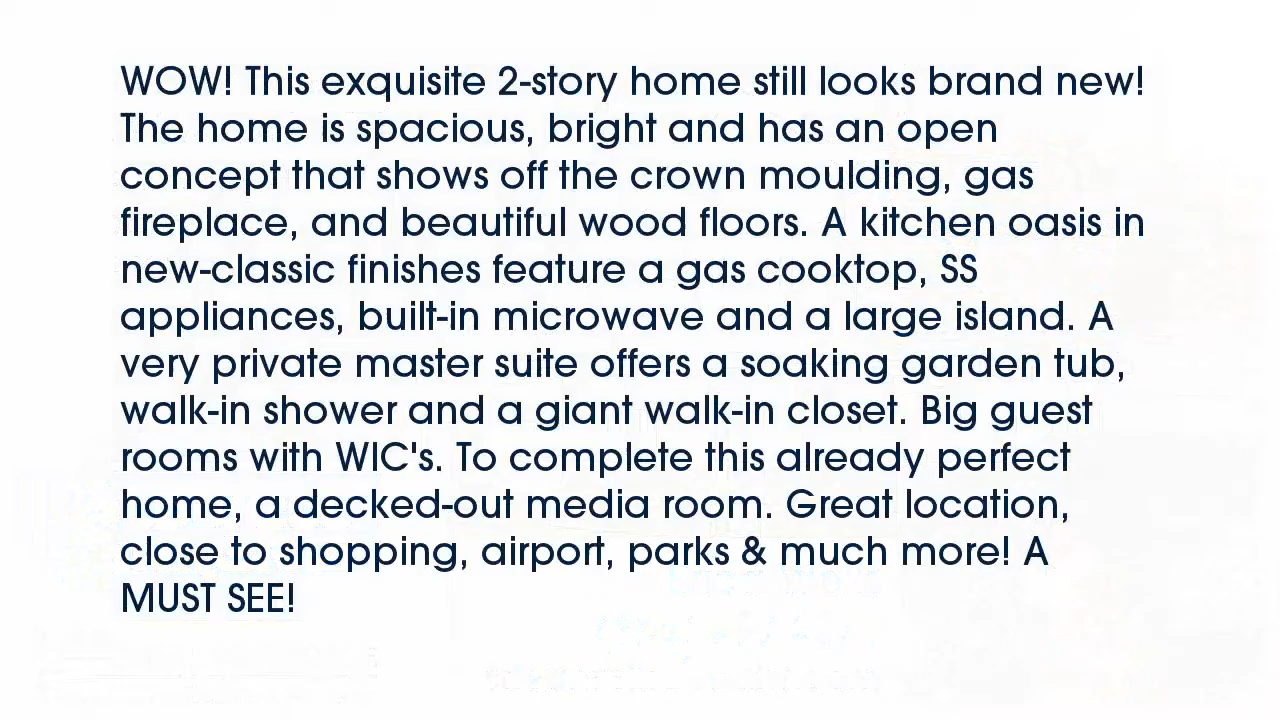 WOW! This exquisite 2-story home still looks brand new!
The home is spacious, bright and has an open
concept that shows off the crown moulding, gas
fireplace, and beautiful wood floors. A kitchen oasis in
new-classic finishes feature a gas cooktop, SS
appliances, built-in microwave and a large island. A
very private master suite offers a soaking garden tub,
walk-in shower and a giant walk-in closet. Big guest
rooms with WIC's. To complete this already perfect
home, a decked-out media room. Great location,
close to shopping, airport, parks & much more! A
MUST SEE!